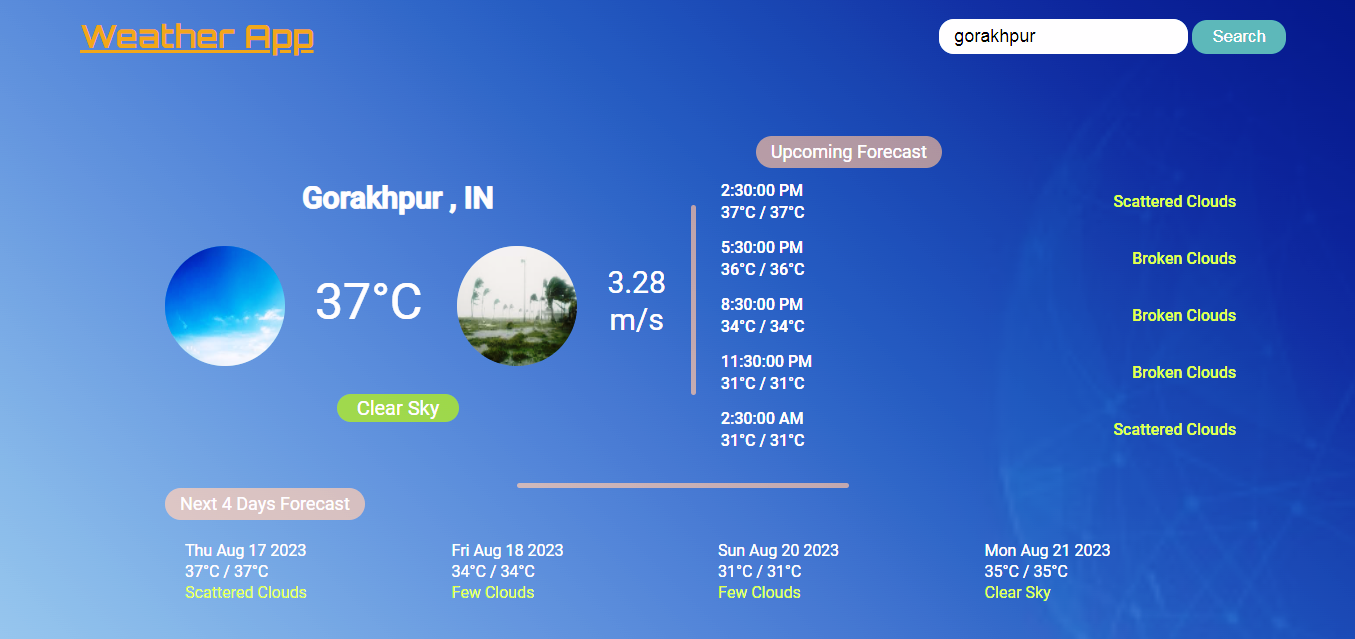 Weather App
gorakhpur
Search
Gorakhpur , IN
37°C
3.28
m/s
Clear Sky
Upcoming Forecast
2:30:00 PM
37°C / 37°C
Scattered Clouds
5:30:00 PM
36°C / 36°C
Broken Clouds
8:30:00 PM
34°C / 34°C
Broken Clouds
11:30:00 PM
31°C / 31°C
Broken Clouds
2:30:00 AM
31°C / 31°C
Scattered Clouds
Next 4 Days Forecast
Thu Aug 17 2023
37°C / 37°C
Scattered Clouds
Fri Aug 18 2023
34°C / 34°C
Few Clouds
Sun Aug 20 2023
31°C / 31°C
Few Clouds
Mon Aug 21 2023
35°C / 35°C
Clear Sky